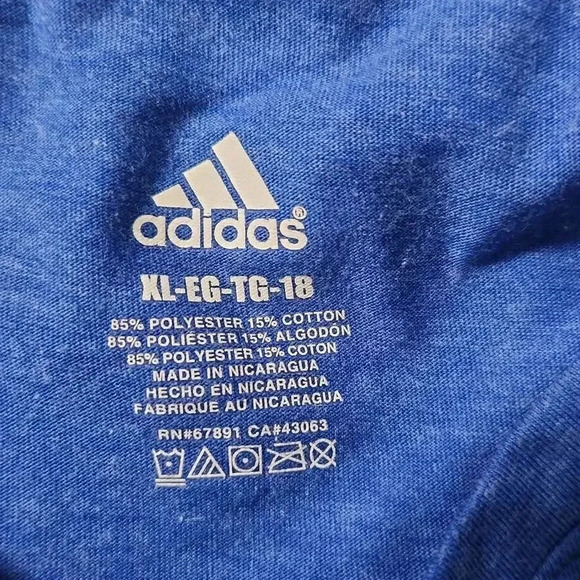 adidas®
XL-EG-TG-18
85% POLYESTER 15% COTTON
85% POLIÉSTER 15% ALGODÓN
85% POLYESTER 15% COTON
MADE IN NICARAGUA
HECHO EN NICARAGUA
FABRIQUE AU NICARAGUA
RN#67891 CA#43063